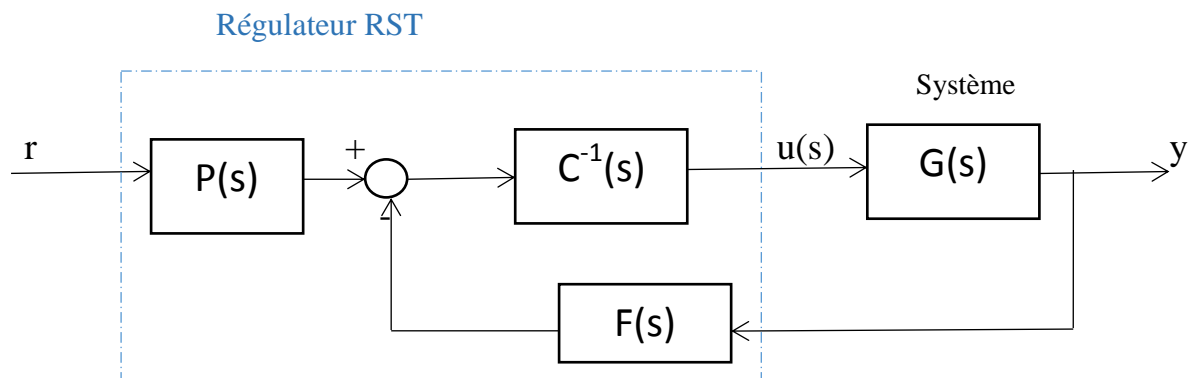 Régulateur RST
Système
r
P(s)
+
-
C⁻¹(s)
u(s)
G(s)
y
F(s)